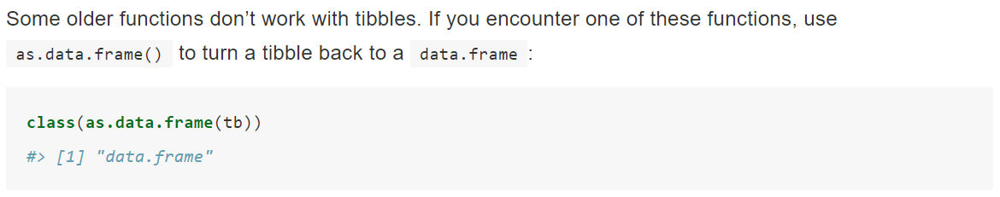 Some older functions don’t work with tibbles. If you encounter one of these functions, use
as.data.frame() to turn a tibble back to a data.frame :
class(as.data.frame(tb))
#> [1] "data.frame"